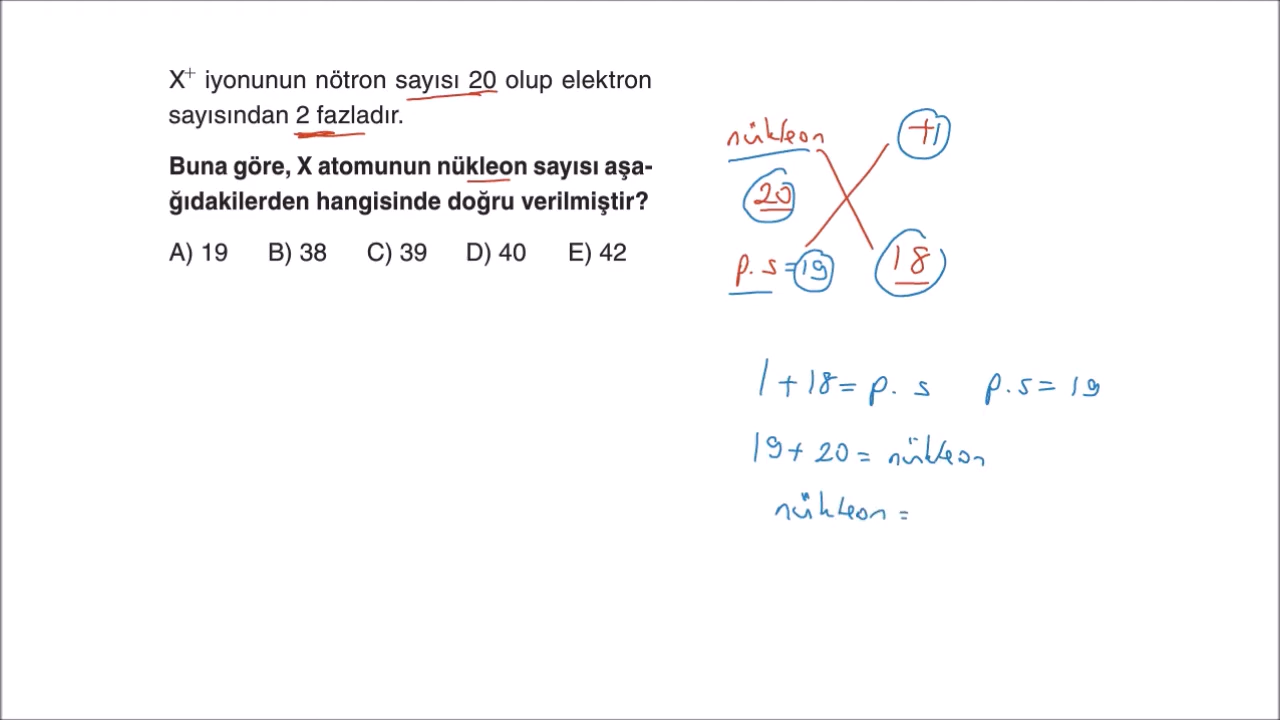 X⁺ iyonunun nötron sayısı 20 olup elektron
sayısından 2 fazladır.
Buna göre, X atomunun nükleon sayısı aşa-
ğıdakilerden hangisinde doğru verilmiştir?
A) 19 B) 38 C) 39 D) 40 E) 42
nükleon +1
20
p.s=19 18
1+18=p.s p.s=19
19+20=nükleon
nükleon=